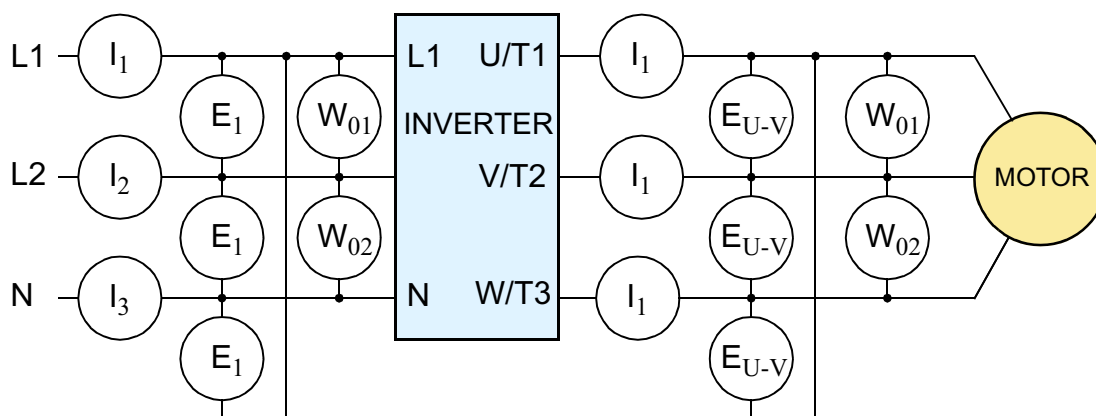 L1 I1 L1 U/T1 I1
E1 W01 INVERTER EU-V W01
L2 I2 V/T2 I1 MOTOR
E1 W02 EU-V W02
N I3 N W/T3 I1
E1 EU-V